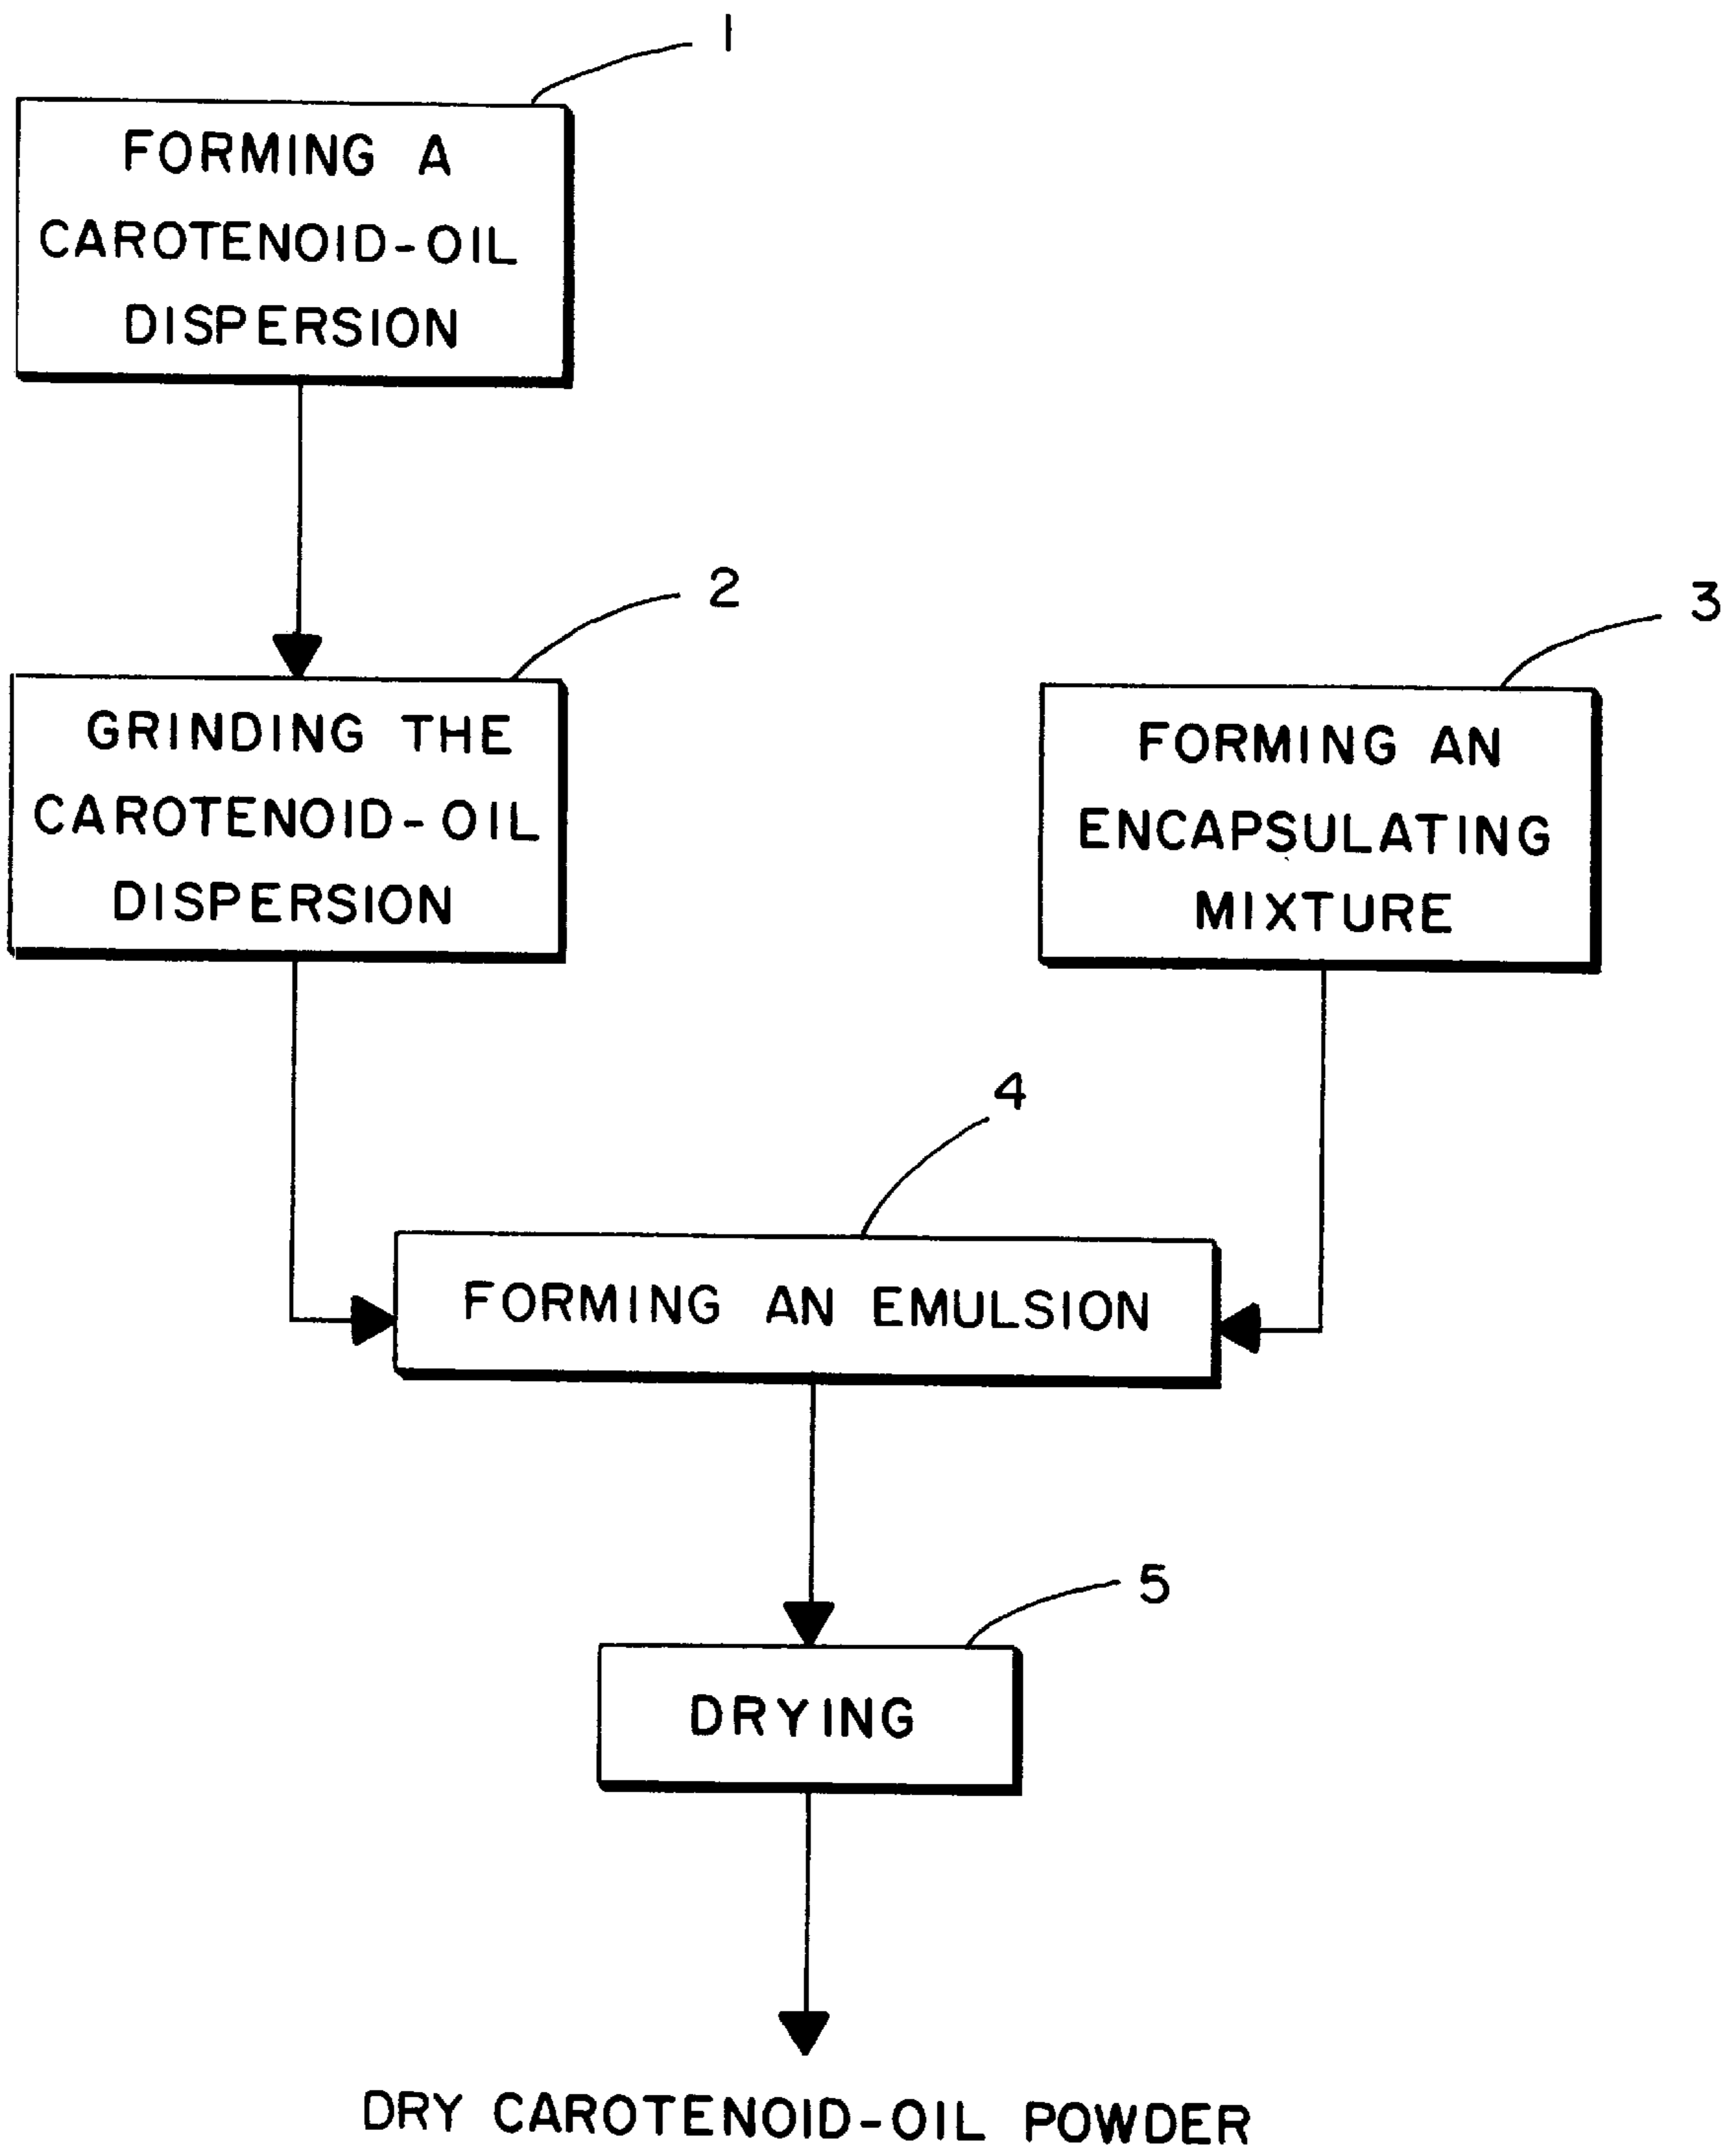 1
FORMING A
CAROTENOID-OIL
DISPERSION
2
GRINDING THE
CAROTENOID-OIL
DISPERSION
3
FORMING AN
ENCAPSULATING
MIXTURE
4
FORMING AN EMULSION
5
DRYING
DRY CAROTENOID-OIL POWDER